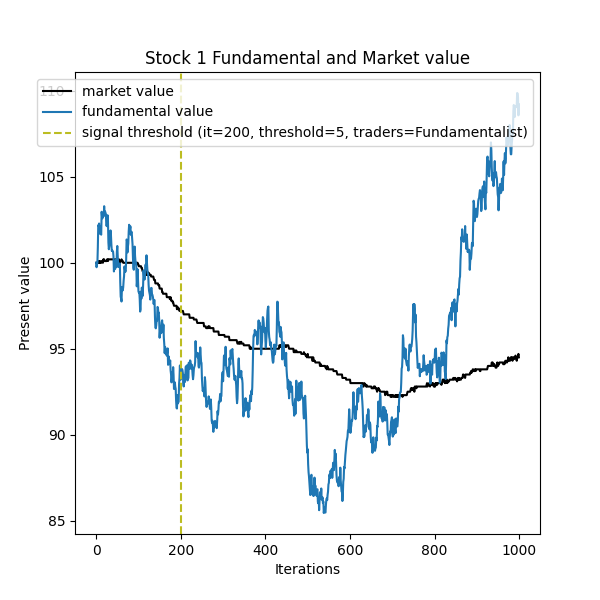 Stock 1 Fundamental and Market value
market value
fundamental value
signal threshold (it=200, threshold=5, traders=Fundamentalist)
110
105
100
95
90
85
Present value
0 200 400 600 800 1000
Iterations